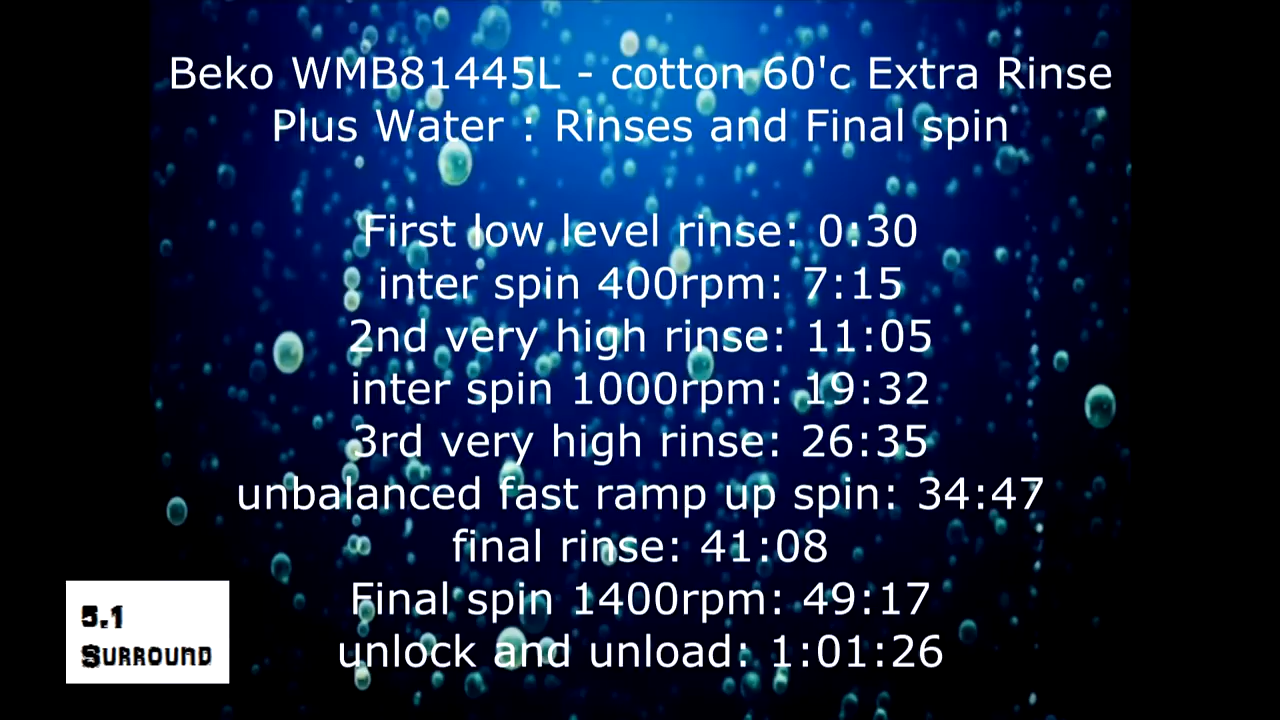 Beko WMB81445L - cotton 60'c Extra Rinse
Plus Water : Rinses and Final spin
First low level rinse: 0:30
inter spin 400rpm: 7:15
2nd very high rinse: 11:05
inter spin 1000rpm: 19:32
3rd very high rinse: 26:35
unbalanced fast ramp up spin: 34:47
final rinse: 41:08
Final spin 1400rpm: 49:17
unlock and unload: 1:01:26
5.1
Surround